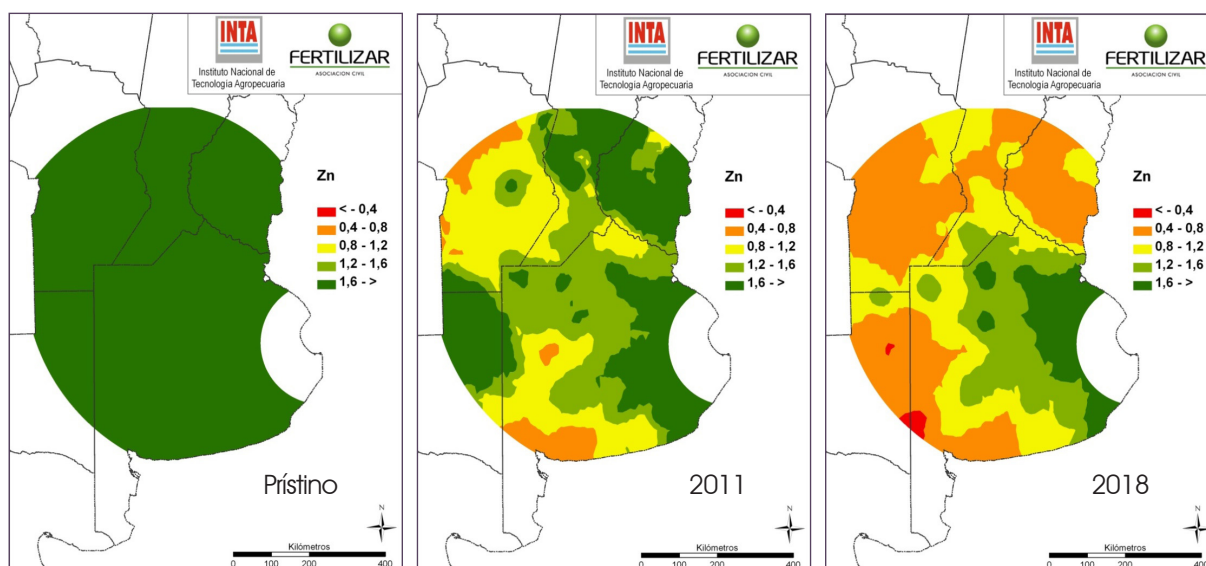 INTA
Instituto Nacional de
Tecnología Agropecuaria
FERTILIZAR
ASOCIACION CIVIL
Zn
< - 0,4
0,4 - 0,8
0,8 - 1,2
1,2 - 1,6
1,6 - >
Prístino
N
Kilómetros
0 100 200 400
INTA
Instituto Nacional de
Tecnología Agropecuaria
FERTILIZAR
ASOCIACION CIVIL
Zn
< - 0,4
0,4 - 0,8
0,8 - 1,2
1,2 - 1,6
1,6 - >
2011
N
Kilómetros
0 100 200 400
INTA
Instituto Nacional de
Tecnología Agropecuaria
FERTILIZAR
ASOCIACION CIVIL
Zn
< - 0,4
0,4 - 0,8
0,8 - 1,2
1,2 - 1,6
1,6 - >
2018
N
Kilómetros
0 100 200 400